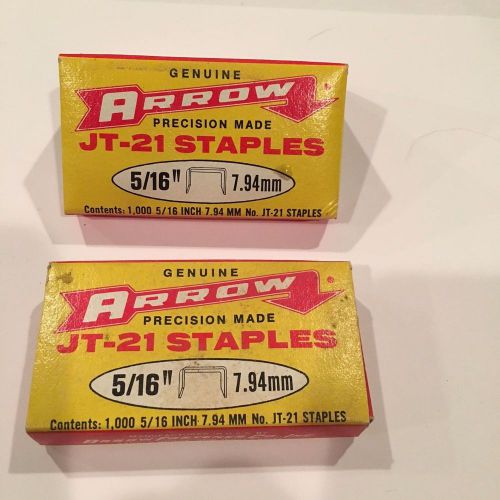 GENUINE
ARROW
PRECISION MADE
JT-21 STAPLES
5/16" 7.94mm
Contents: 1,000 5/16 INCH 7.94 MM No. JT-21 STAPLES
GENUINE
ARROW
PRECISION MADE
JT-21 STAPLES
5/16" 7.94mm
Contents: 1,000 5/16 INCH 7.94 MM No. JT-21 STAPLES